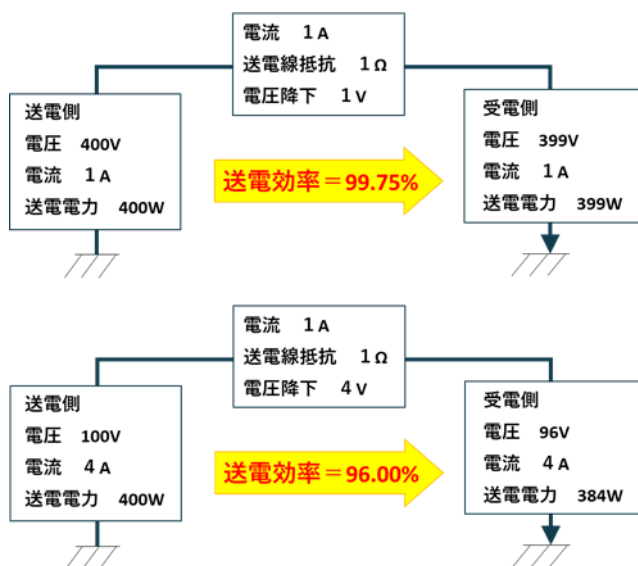 電流 1A
送電線抵抗 1Ω
電圧降下 1V
送電側
電圧 400V
電流 1A
送電電力 400W
送電効率＝99.75%
受電側
電圧 399V
電流 1A
送電電力 399W
電流 1A
送電線抵抗 1Ω
電圧降下 4V
送電側
電圧 100V
電流 4A
送電電力 400W
送電効率＝96.00%
受電側
電圧 96V
電流 4A
送電電力 384W